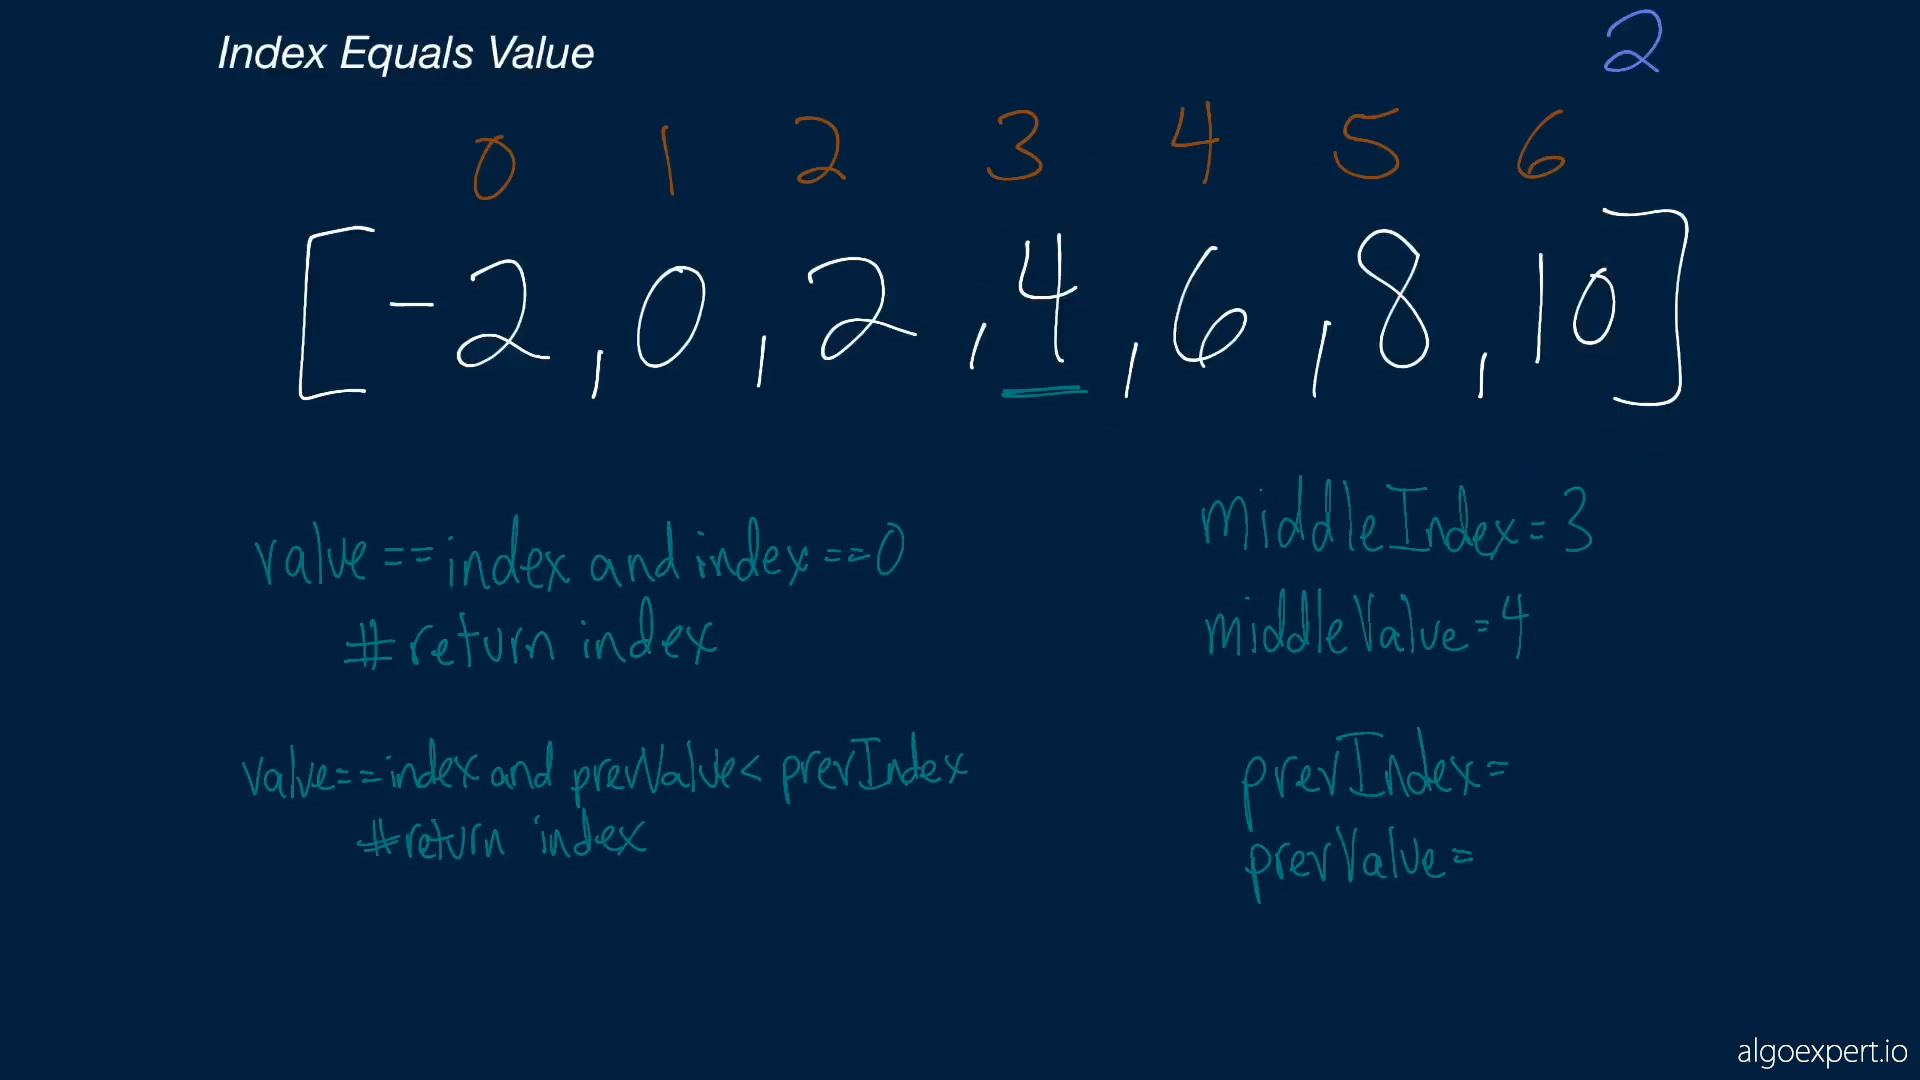 Index Equals Value
2
0 1 2 3 4 5 6
[-2, 0, 2, 4, 6, 8, 10]
value == index and index == 0
# return index
middleIndex = 3
middleValue = 4
value == index and prevValue < prevIndex
# return index
prevIndex =
prevValue =
algoexpert.io